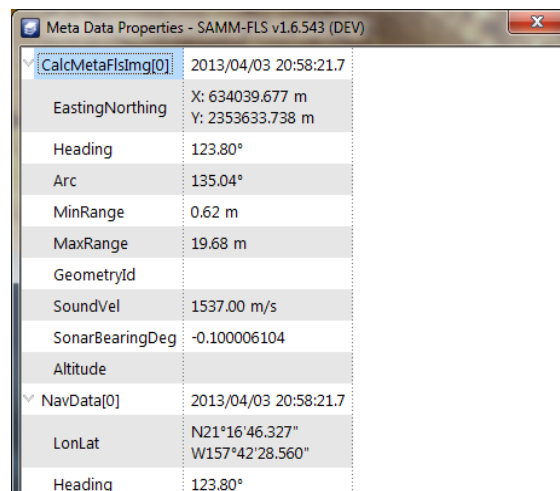 Meta Data Properties - SAMM-FLS v1.6.543 (DEV)
CalcMetaFlsImg[0] 2013/04/03 20:58:21.7
EastingNorthing X: 634039.677 m
Y: 2353633.738 m
Heading 123.80°
Arc 135.04°
MinRange 0.62 m
MaxRange 19.68 m
GeometryId
SoundVel 1537.00 m/s
SonarBearingDeg -0.100006104
Altitude
NavData[0] 2013/04/03 20:58:21.7
LonLat N21°16'46.327"
W157°42'28.560"
Heading 123.80°